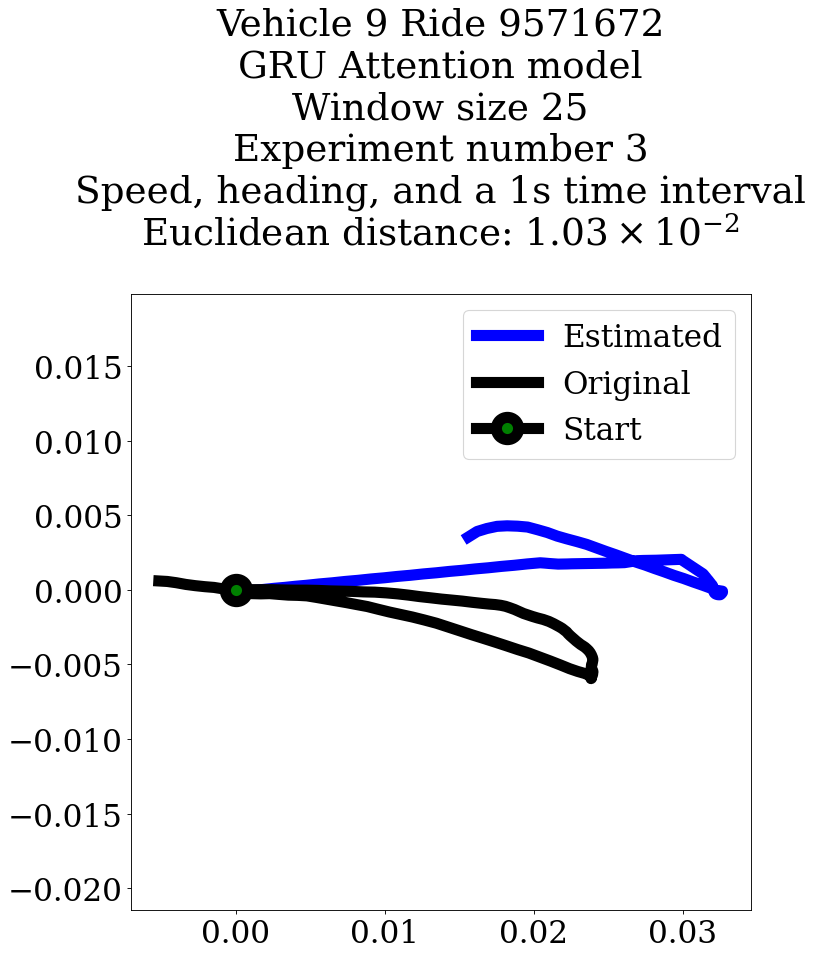 Vehicle 9 Ride 9571672
GRU Attention model
Window size 25
Experiment number 3
Speed, heading, and a 1s time interval
Euclidean distance: 1.03 × 10⁻²
Estimated
Original
Start
0.015
0.010
0.005
0.000
−0.005
−0.010
−0.015
−0.020
0.00 0.01 0.02 0.03